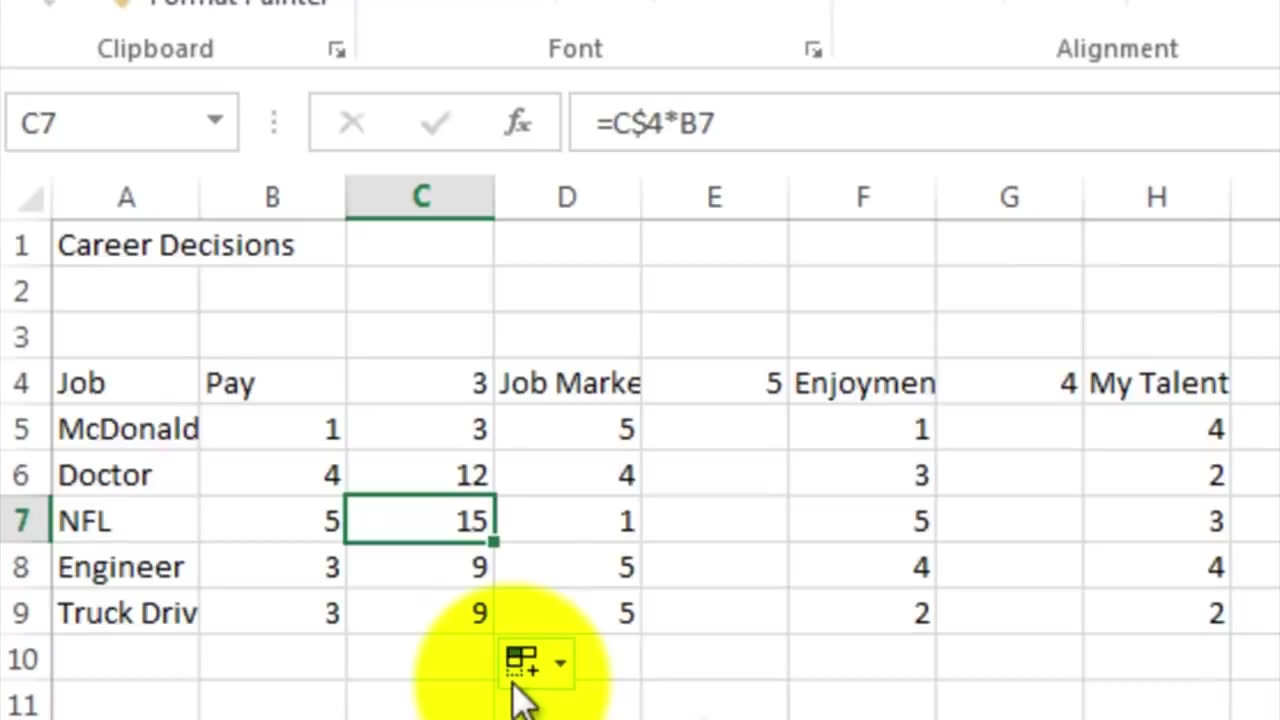 Format Painter
Clipboard Font Alignment
C7 fx =C$4*B7
A B C D E F G H
1 Career Decisions
2
3
4 Job Pay 3 Job Marke 5 Enjoymen 4 My Talent
5 McDonald 1 3 5 1 4
6 Doctor 4 12 4 3 2
7 NFL 5 15 1 5 3
8 Engineer 3 9 5 4 4
9 Truck Driv 3 9 5 2 2
10
11